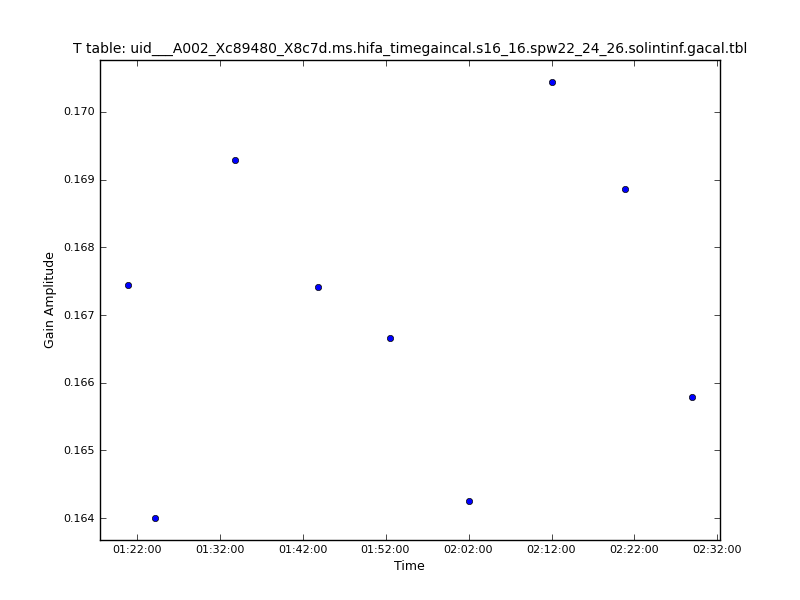 T table: uid___A002_Xc89480_X8c7d.ms.hifa_timegaincal.s16_16.spw22_24_26.solintinf.gacal.tbl
Gain Amplitude
0.170
0.169
0.168
0.167
0.166
0.165
0.164
01:22:00 01:32:00 01:42:00 01:52:00 02:02:00 02:12:00 02:22:00 02:32:00
Time